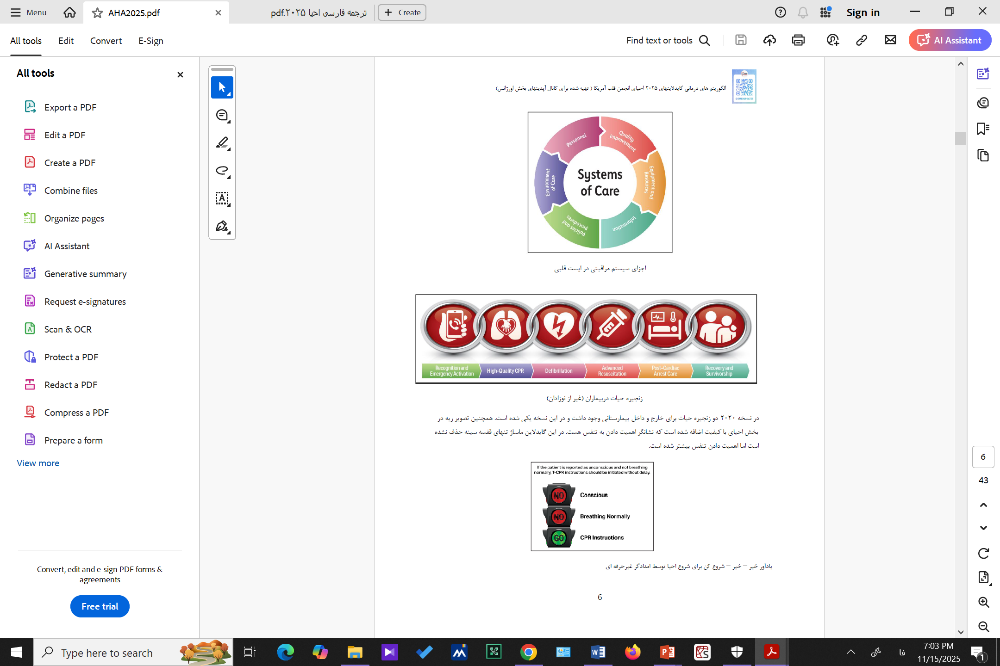 Menu
AHA2025.pdf
ترجمه فارسی احیا ۲۰۲۵.pdf
Create
Sign in
All tools
Edit
Convert
E-Sign
Find text or tools
AI Assistant
All tools
Export a PDF
Edit a PDF
Create a PDF
Combine files
Organize pages
AI Assistant
Generative summary
Request e-signatures
Scan & OCR
Protect a PDF
Redact a PDF
Compress a PDF
Prepare a form
View more
Convert, edit and e-sign PDF forms &
agreements
Free trial
الگوریتم های درمانی گایدلاینهای ۲۰۲۵ احیای انجمن قلب آمریکا ( تهیه شده برای کانال آپدیتهای بخش اورژانس)
@EMEDUPDATES
Personnel
Quality
Improvement
Equipment and
Resources
Information
Policies and
Procedures
Environment
of Care
Systems
of Care
اجزای سیستم مراقبتی در ایست قلبی
Recognition and
Emergency Activation
High-Quality CPR
Defibrillation
Advanced
Resuscitation
Post-Cardiac
Arrest Care
Recovery and
Survivorship
زنجیره حیات دربیماران (غیر از نوزادان)
در نسخه ۲۰۲۰ دو زنجیره حیات برای خارج و داخل بیمارستانی وجود داشت و در این نسخه یکی شده است. همچنین تصویر ریه در
بخش احیای با کیفیت اضافه شده است که نشانگر اهمیت دادن به تنفس هست. در این گایدلاین ماساژ تنهای قفسه سینه حذف نشده
است اما اهمیت دادن تنفس بیشتر شده است.
If the patient is reported as unconscious and not breathing
normally, T-CPR instructions should be initiated without delay.
NO Conscious
NO Breathing Normally
GO CPR Instructions
یادآور خیر – خیر – شروع کن برای شروع احیا توسط امدادگر غیرحرفه ای
6
6
43
Type here to search
فا
7:03 PM
11/15/2025
1